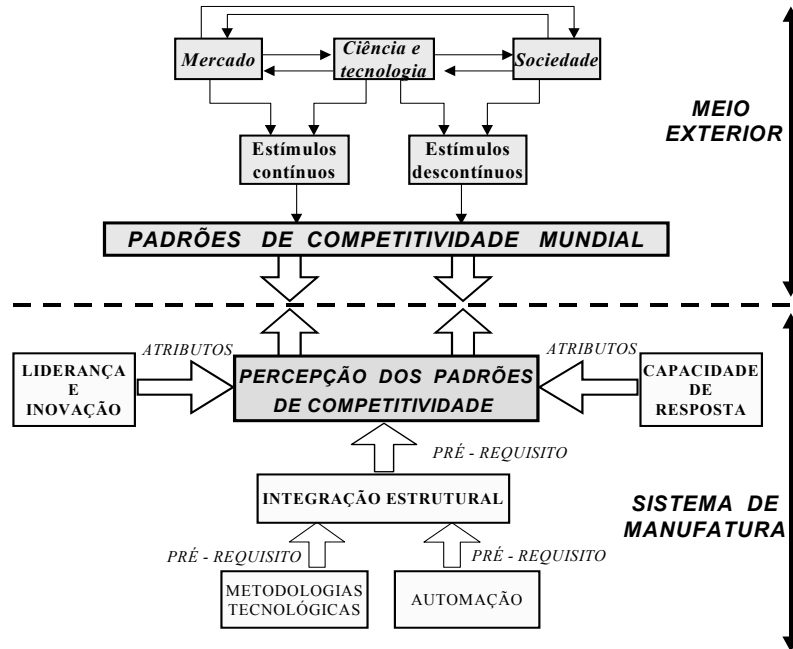 Mercado
Ciência e
tecnologia
Sociedade
MEIO
EXTERIOR
Estímulos
contínuos
Estímulos
descontínuos
PADRÕES DE COMPETITIVIDADE MUNDIAL
ATRIBUTOS
ATRIBUTOS
LIDERANÇA
E
INOVAÇÃO
PERCEPÇÃO DOS PADRÕES
DE COMPETITIVIDADE
CAPACIDADE
DE
RESPOSTA
PRÉ - REQUISITO
INTEGRAÇÃO ESTRUTURAL
SISTEMA DE
MANUFATURA
PRÉ - REQUISITO
PRÉ - REQUISITO
METODOLOGIAS
TECNOLÓGICAS
AUTOMAÇÃO